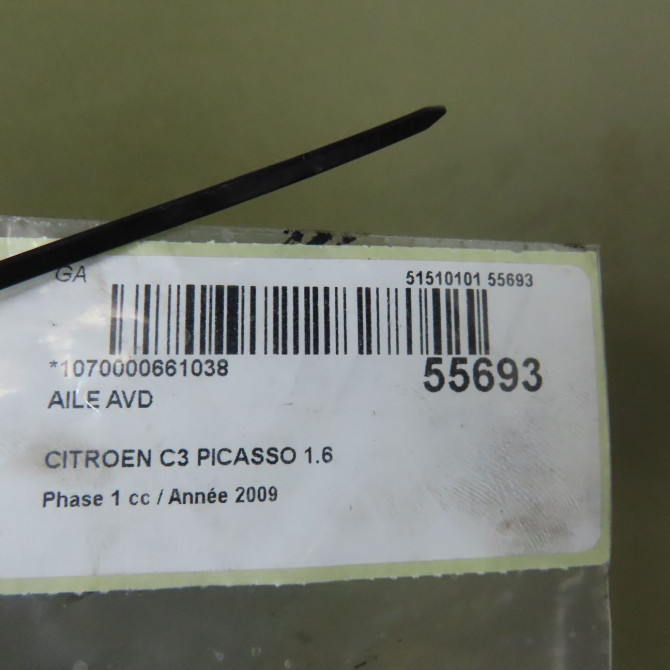 GA 51510101 55693
*1070000661038 55693
AILE AVD
CITROEN C3 PICASSO 1.6
Phase 1 cc / Année 2009